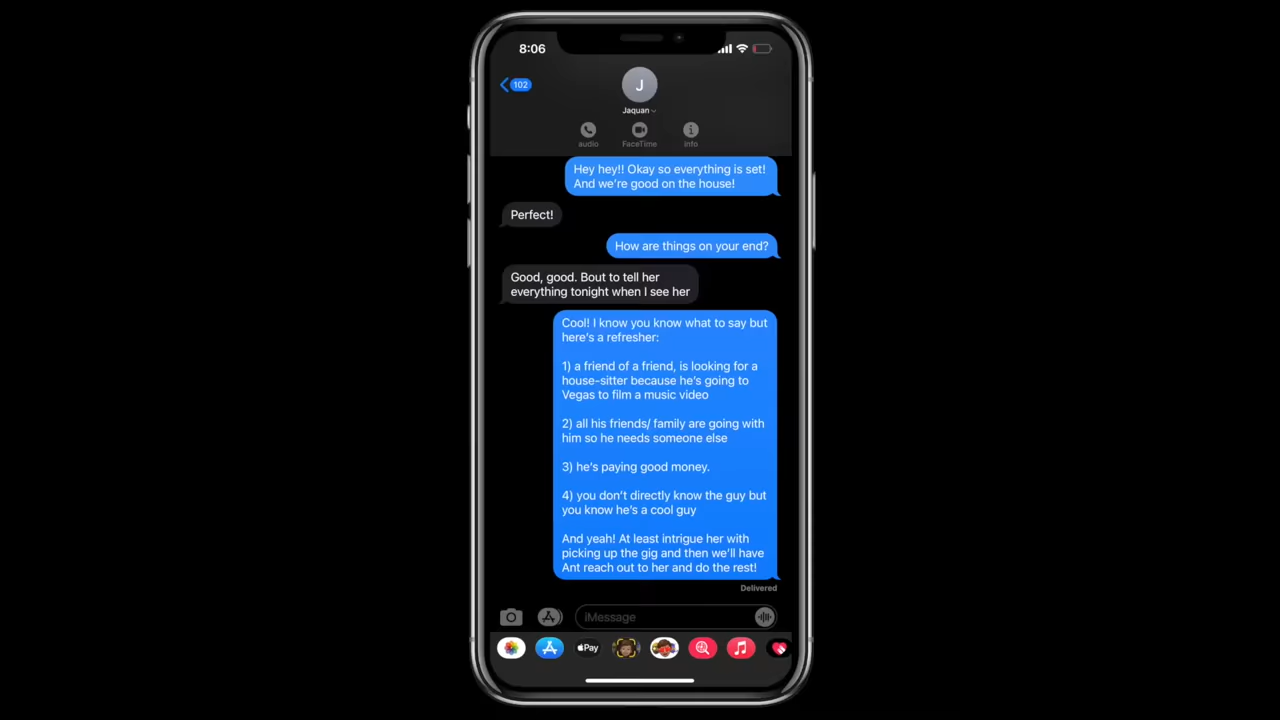 8:06
102
J
Jaquan
audio
FaceTime
info
Hey hey!! Okay so everything is set!
And we're good on the house!
Perfect!
How are things on your end?
Good, good. Bout to tell her
everything tonight when I see her
Cool! I know you know what to say but
here's a refresher:
1) a friend of a friend, is looking for a
house-sitter because he's going to
Vegas to film a music video
2) all his friends/ family are going with
him so he needs someone else
3) he's paying good money.
4) you don't directly know the guy but
you know he's a cool guy
And yeah! At least intrigue her with
picking up the gig and then we'll have
Ant reach out to her and do the rest!
Delivered
iMessage
Pay